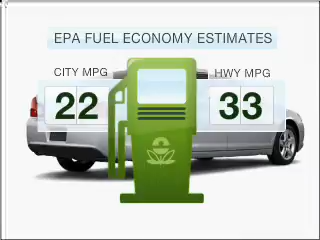 EPA FUEL ECONOMY ESTIMATES
CITY MPG
HWY MPG
22
33